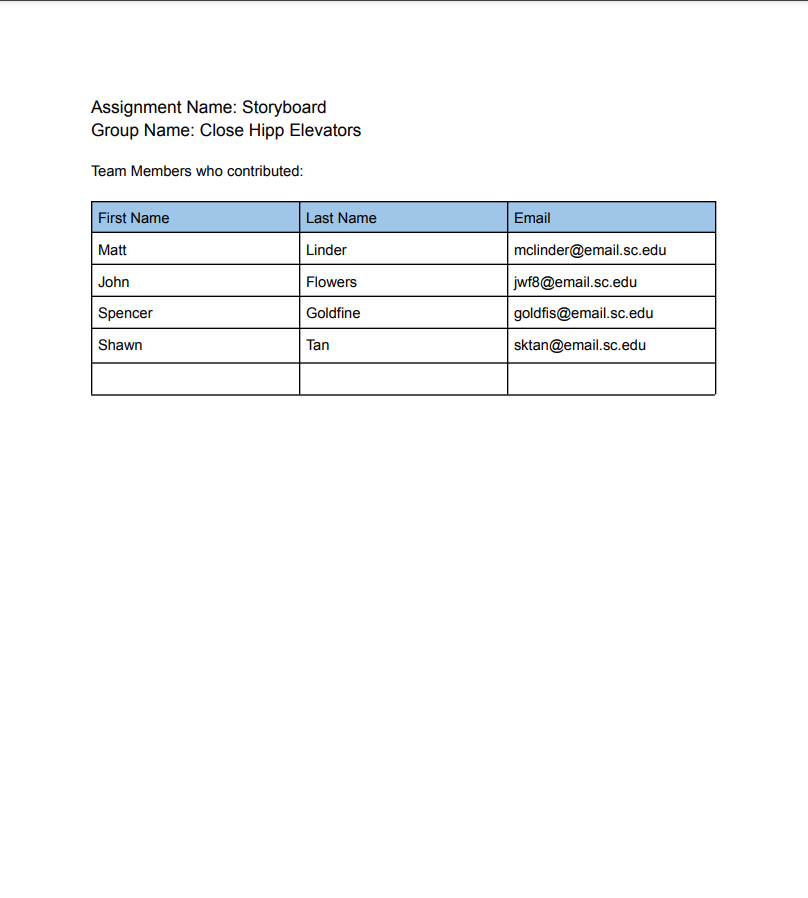 Assignment Name: Storyboard
Group Name: Close Hipp Elevators
Team Members who contributed:
First Name Last Name Email
Matt Linder mclinder@email.sc.edu
John Flowers jwf8@email.sc.edu
Spencer Goldfine goldfis@email.sc.edu
Shawn Tan sktan@email.sc.edu